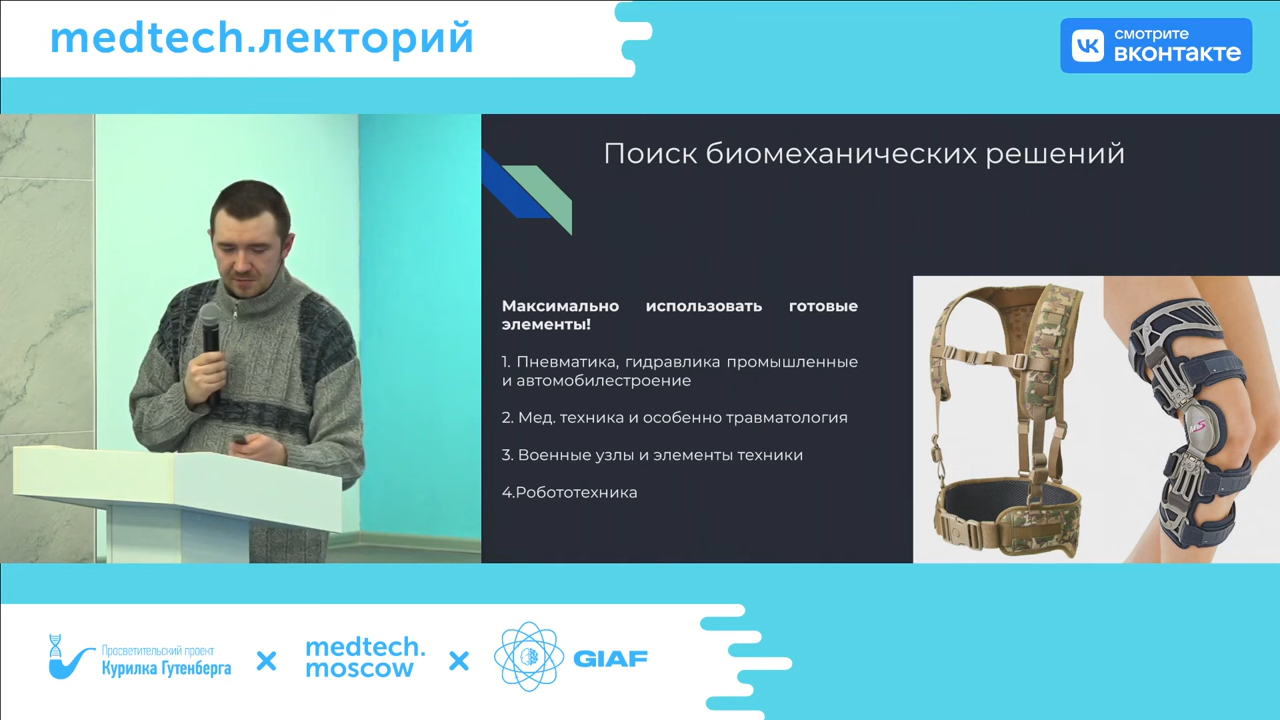 medtech.лекторий
смотрите
вконтакте
Поиск биомеханических решений
Максимально использовать готовые
элементы!
1. Пневматика, гидравлика промышленные
и автомобилестроение
2. Мед. техника и особенно травматология
3. Военные узлы и элементы техники
4.Робототехника
Просветительский проект
Курилка Гутенберга
medtech.
moscow
GIAF